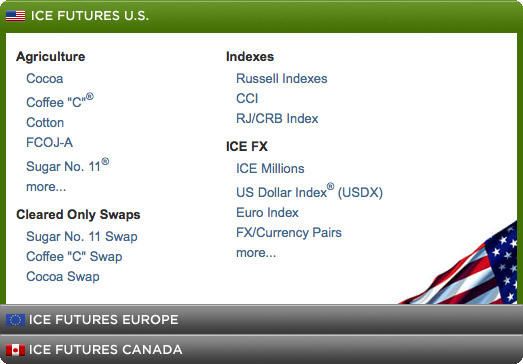 ICE FUTURES U.S.
Agriculture
Cocoa
Coffee "C"®
Cotton
FCOJ-A
Sugar No. 11®
more...
Cleared Only Swaps
Sugar No. 11 Swap
Coffee "C" Swap
Cocoa Swap
Indexes
Russell Indexes
CCI
RJ/CRB Index
ICE FX
ICE Millions
US Dollar Index® (USDX)
Euro Index
FX/Currency Pairs
more...
ICE FUTURES EUROPE
ICE FUTURES CANADA